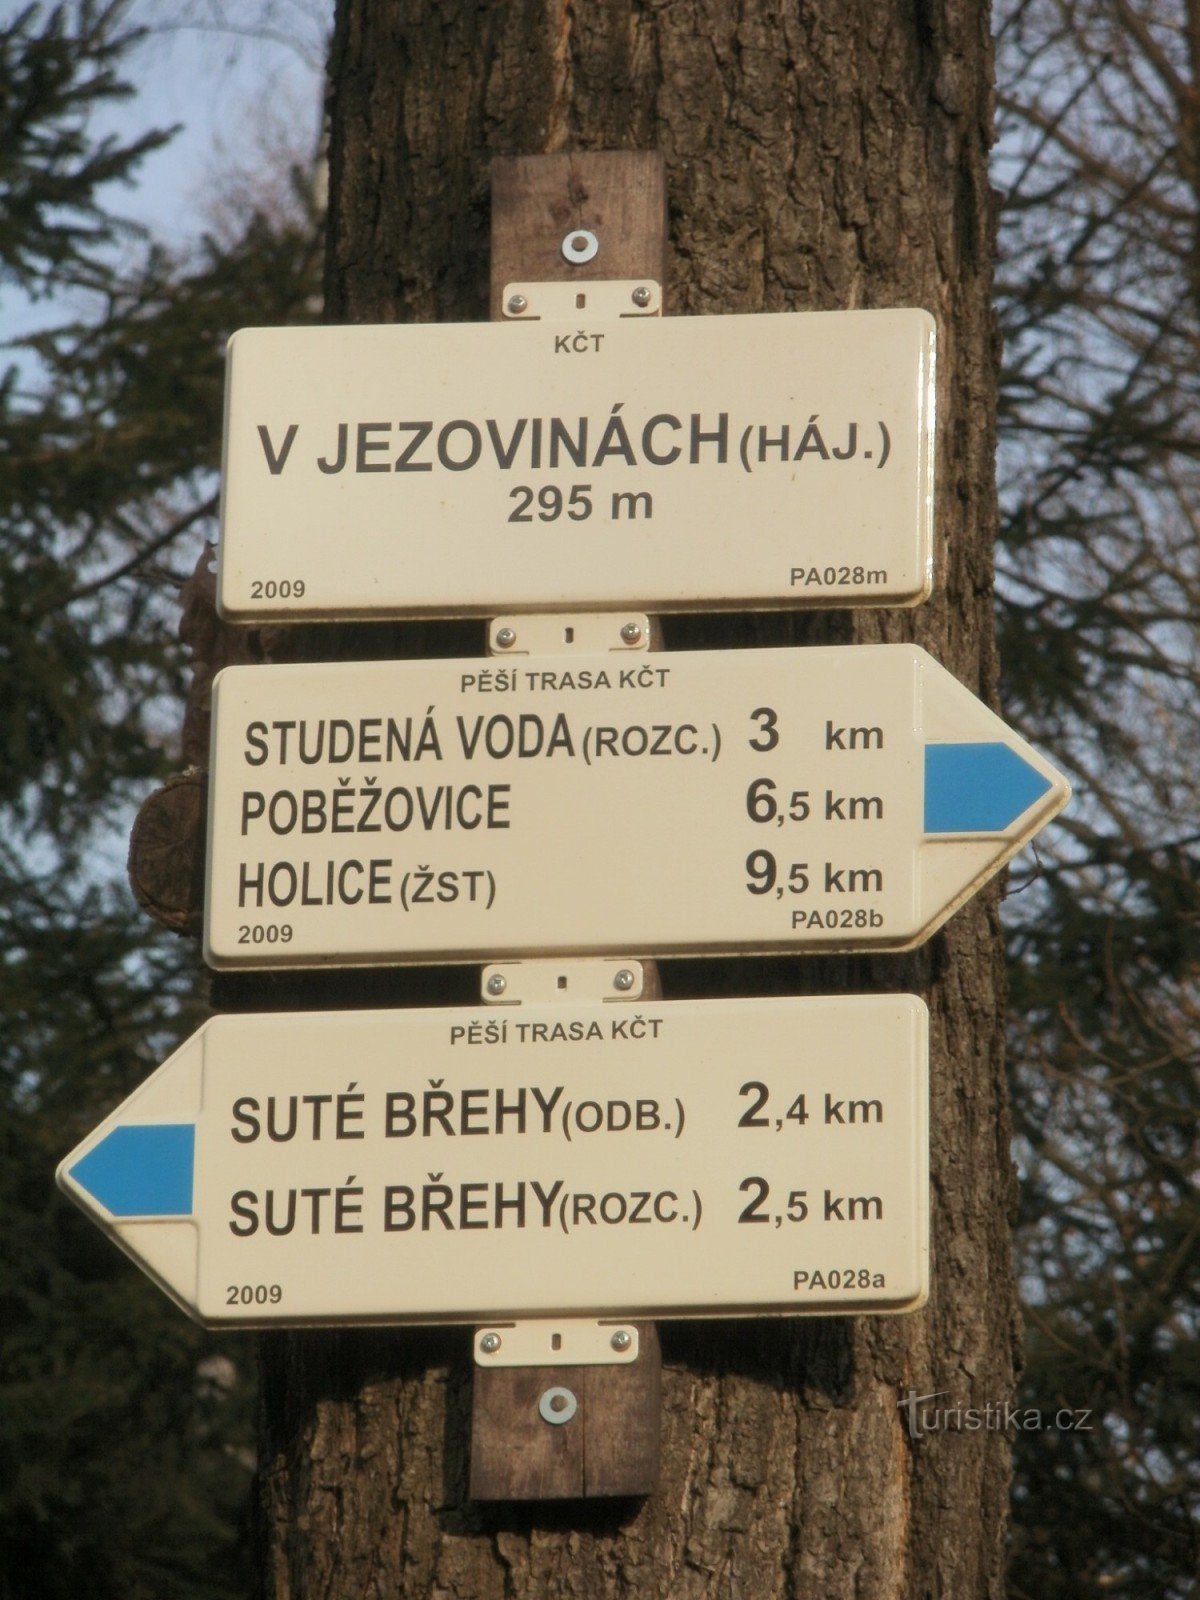 KČT
V JEZOVINÁCH (HÁJ.)
295 m
2009 PA028m
PĚŠÍ TRASA KČT
STUDENÁ VODA (ROZC.) 3 km
POBĚŽOVICE 6,5 km
HOLICE (ŽST) 9,5 km
2009 PA028b
PĚŠÍ TRASA KČT
SUTÉ BŘEHY (ODB.) 2,4 km
SUTÉ BŘEHY (ROZC.) 2,5 km
2009 PA028a
Turistika.cz